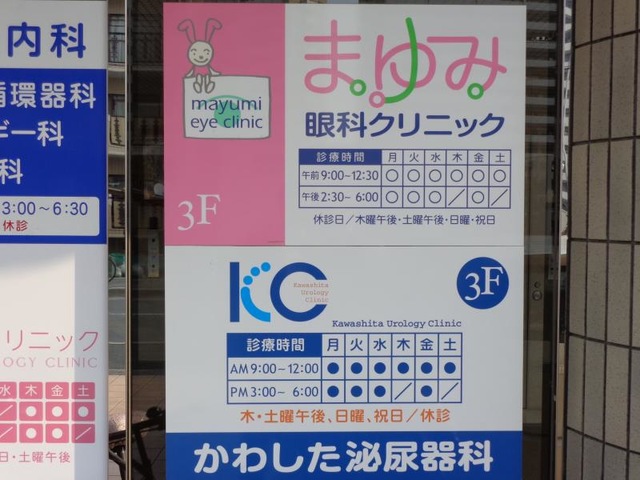 内科
循環器科
ギー科
科
3:00～6:30
休診
リニック
LOGY CLINIC
水 木 金 土
／ ● ● ●
／ ● ● ／
日・土曜午後
mayumi
eye clinic
3F
まゆみ
眼科クリニック
診療時間 月 火 水 木 金 土
午前 9:00～12:30 ○ ○ ○ ○ ○ ○
午後 2:30～ 6:00 ○ ○ ○ ／ ○ ／
休診日／木曜午後・土曜午後・日曜・祝日
KC
Kawashita
Urology
Clinic
3F
Kawashita Urology Clinic
診療時間 月 火 水 木 金 土
AM 9:00～12:00 ● ● ● ● ● ●
PM 3:00～ 6:00 ● ● ● ／ ● ／
木・土曜午後、日曜、祝日／休診
かわした泌尿器科